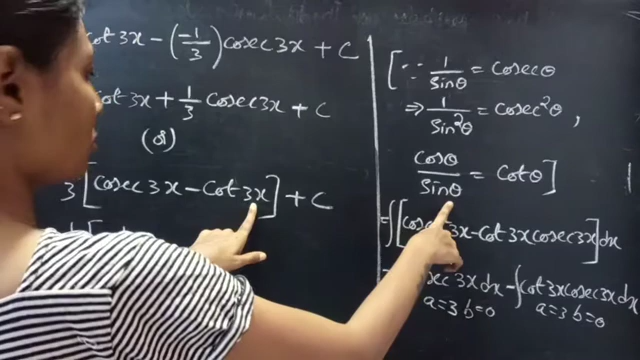 cot 3x − (−1/3) cosec 3x + C
cot 3x + 1/3 cosec 3x + C
(or)
3 [cosec 3x − cot 3x] + C
[∵ 1/sinθ = cosecθ
⇒ 1/sin²θ = cosec²θ ,
cosθ/sinθ = cotθ]
=∫[cosec 3x − cot 3x cosec 3x] dx
sec 3x dx − ∫cot 3x cosec 3x dx
a=3 b=0 a=3 b=0